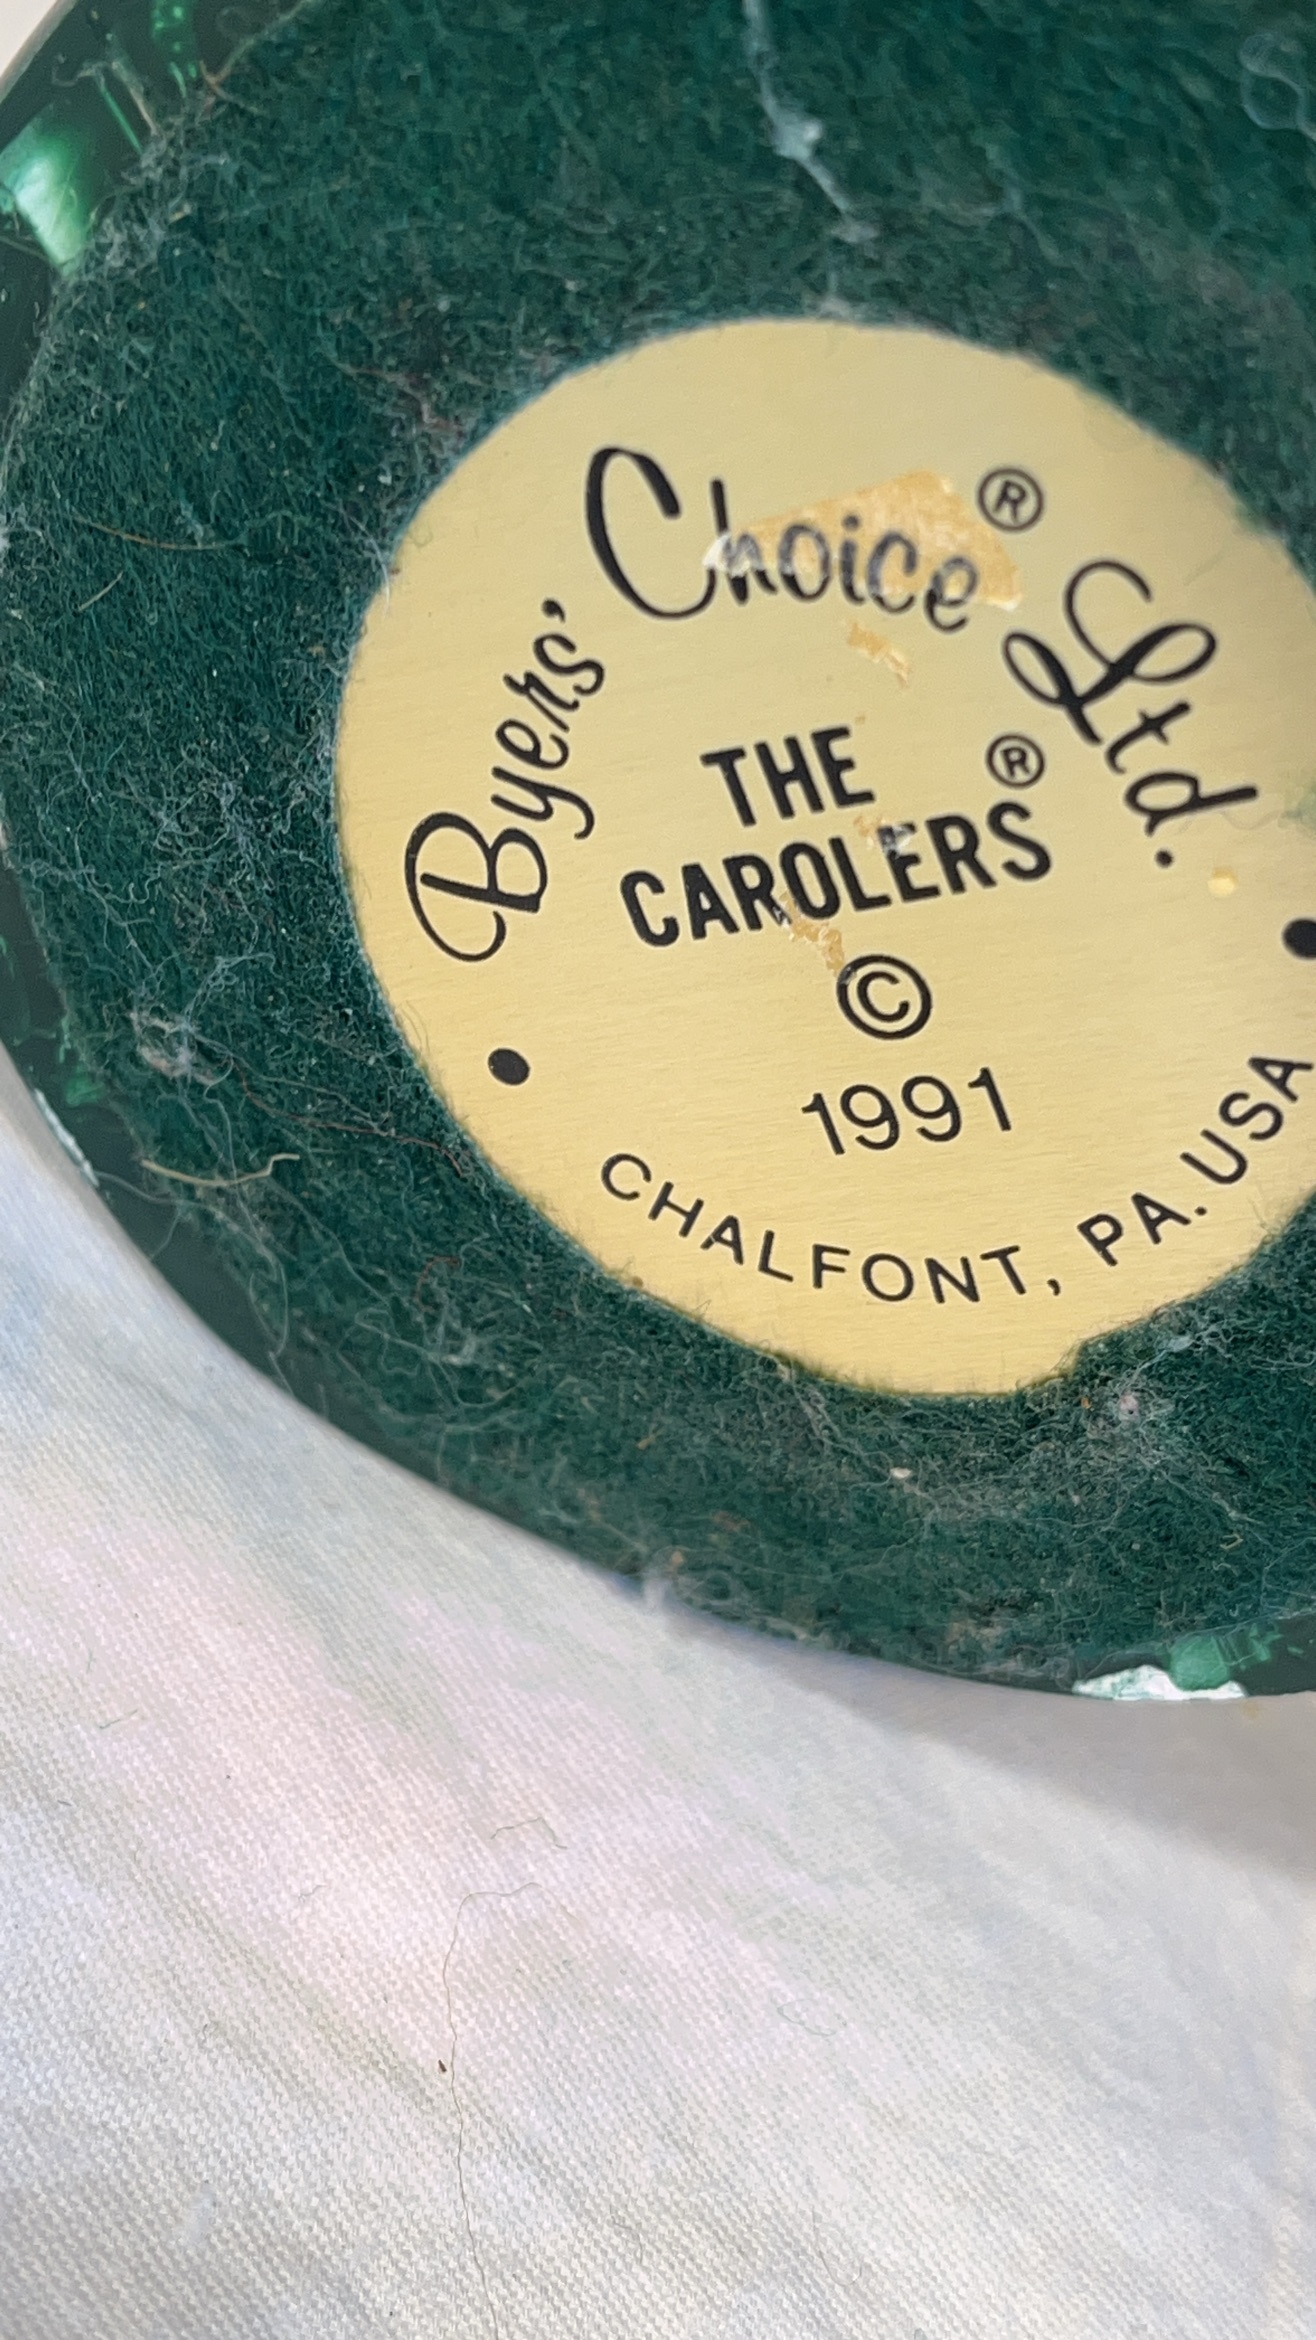 Byers' Choice® Ltd.
THE
CAROLERS®
©
1991
CHALFONT, PA. USA